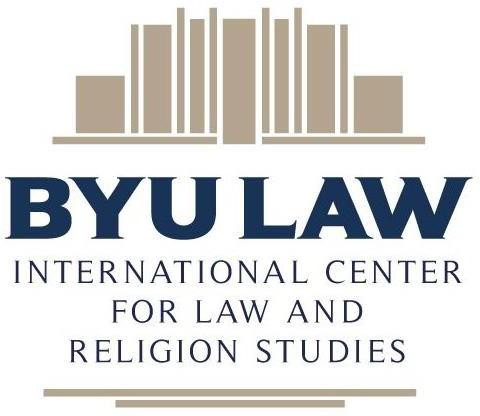 BYU LAW
INTERNATIONAL CENTER
FOR LAW AND
RELIGION STUDIES